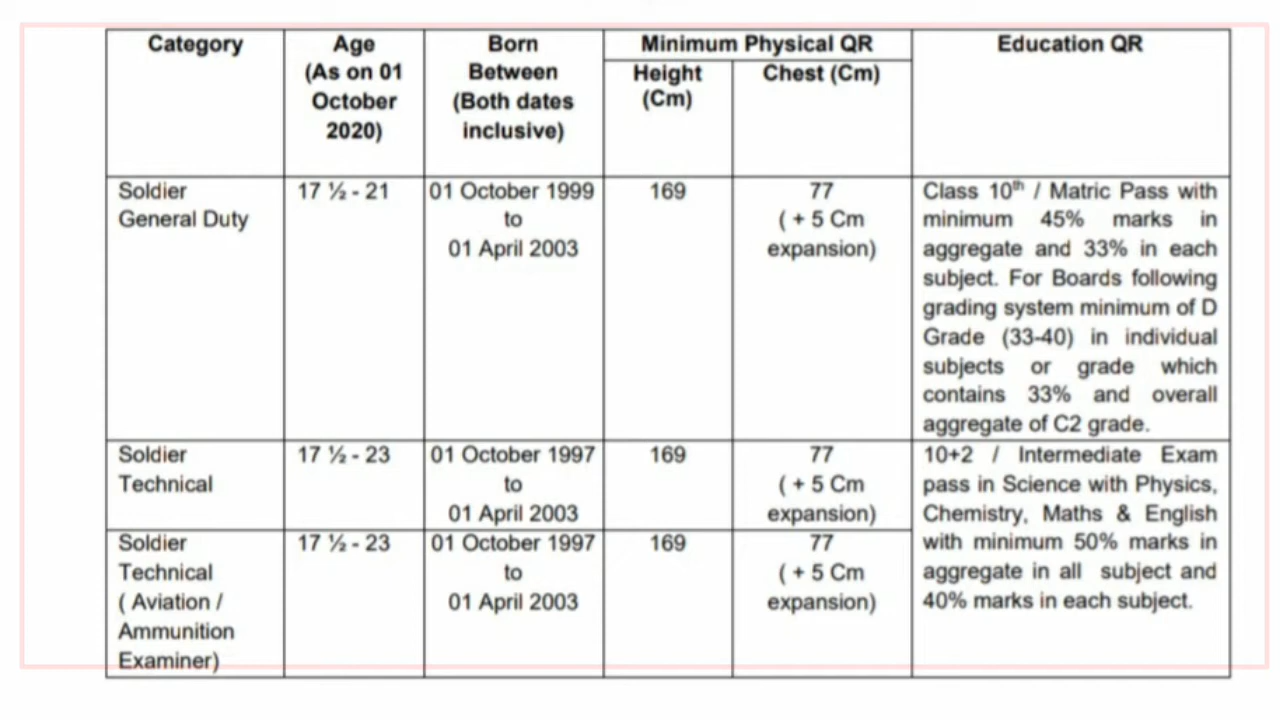 Category
Age
(As on 01
October
2020)
Born
Between
(Both dates
inclusive)
Minimum Physical QR
Height
(Cm)
Chest (Cm)
Education QR
Soldier
General Duty
17 ½ - 21
01 October 1999
to
01 April 2003
169
77
( + 5 Cm
expansion)
Class 10th / Matric Pass with
minimum 45% marks in
aggregate and 33% in each
subject. For Boards following
grading system minimum of D
Grade (33-40) in individual
subjects or grade which
contains 33% and overall
aggregate of C2 grade.
Soldier
Technical
17 ½ - 23
01 October 1997
to
01 April 2003
169
77
( + 5 Cm
expansion)
10+2 / Intermediate Exam
pass in Science with Physics,
Chemistry, Maths & English
with minimum 50% marks in
aggregate in all subject and
40% marks in each subject.
Soldier
Technical
( Aviation /
Ammunition
Examiner)
17 ½ - 23
01 October 1997
to
01 April 2003
169
77
( + 5 Cm
expansion)